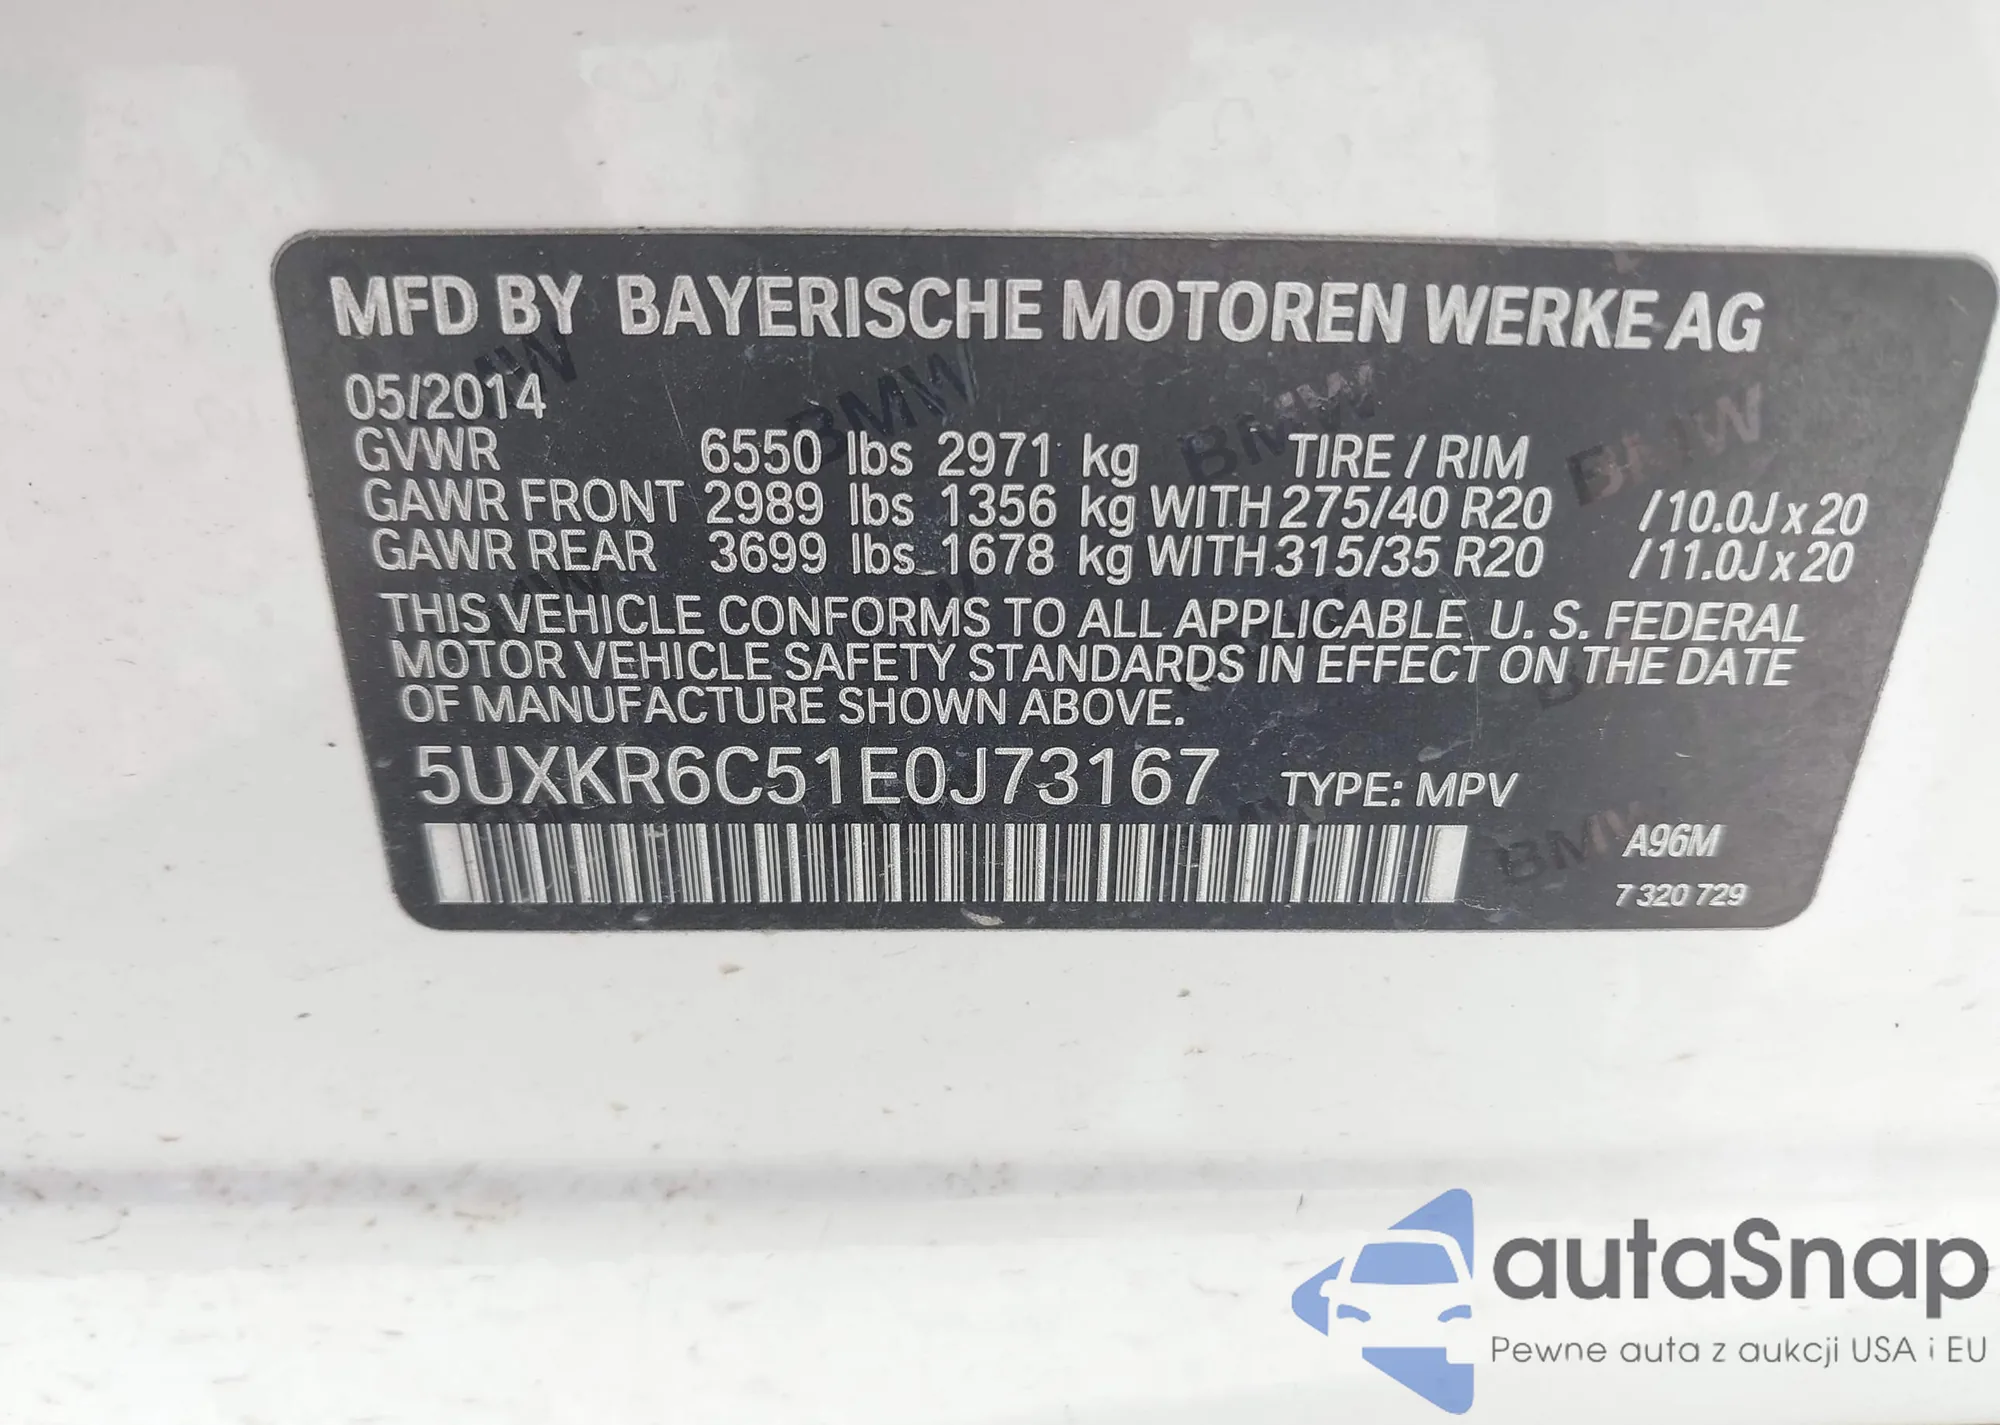 MFD BY BAYERISCHE MOTOREN WERKE AG
05/2014
GVWR 6550 lbs 2971 kg TIRE / RIM
GAWR FRONT 2989 lbs 1356 kg WITH 275/40 R20 /10.0J x 20
GAWR REAR 3699 lbs 1678 kg WITH 315/35 R20 /11.0J x 20
THIS VEHICLE CONFORMS TO ALL APPLICABLE U. S. FEDERAL
MOTOR VEHICLE SAFETY STANDARDS IN EFFECT ON THE DATE
OF MANUFACTURE SHOWN ABOVE.
5UXKR6C51E0J73167 TYPE: MPV
A96M
7 320 729
autaSnap
Pewne auta z aukcji USA i EU